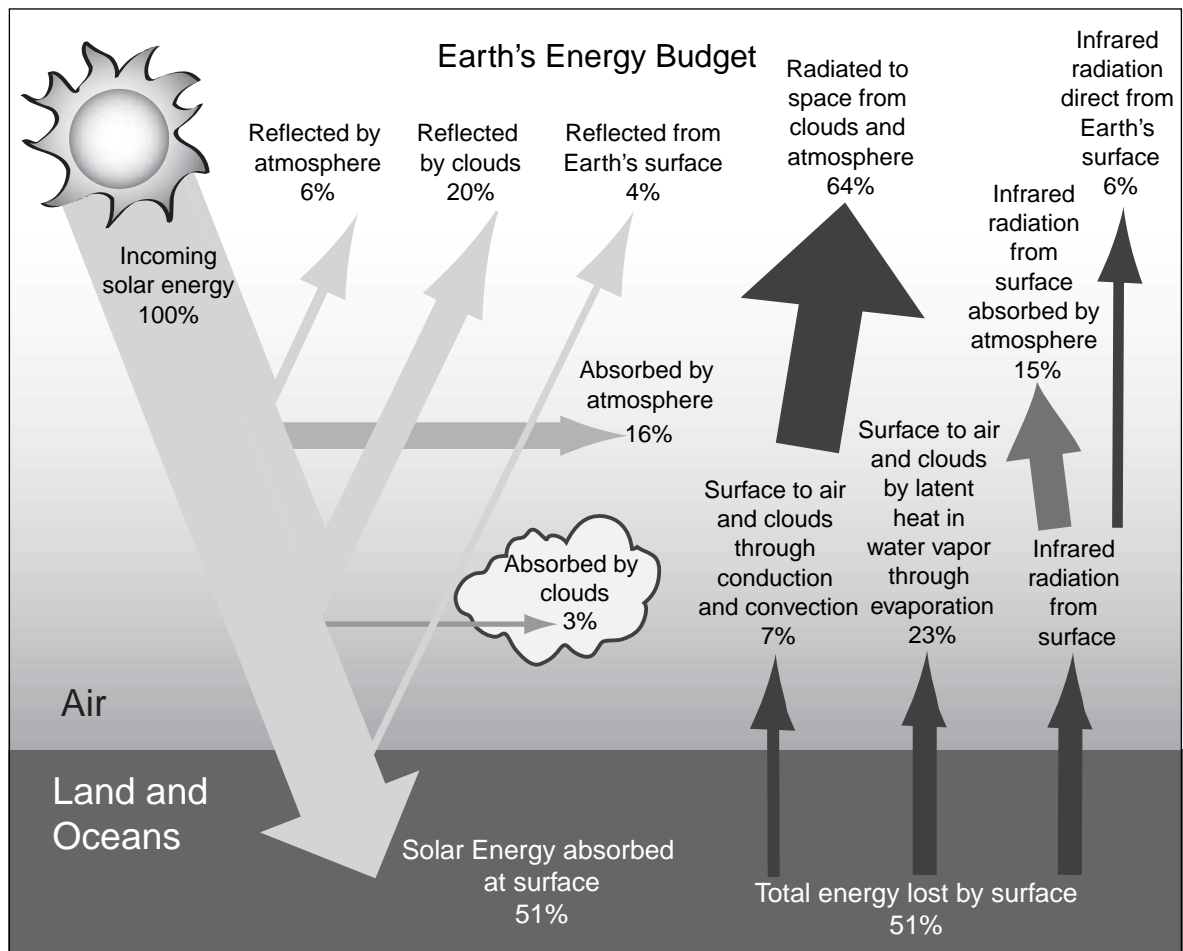 Earth's Energy Budget
Incoming
solar energy
100%
Reflected by
atmosphere
6%
Reflected
by clouds
20%
Reflected from
Earth's surface
4%
Radiated to
space from
clouds and
atmosphere
64%
Infrared
radiation
direct from
Earth's
surface
6%
Infrared
radiation
from
surface
absorbed by
atmosphere
15%
Absorbed by
atmosphere
16%
Absorbed by
clouds
3%
Surface to air
and clouds
through
conduction
and convection
7%
Surface to air
and clouds
by latent
heat in
water vapor
through
evaporation
23%
Infrared
radiation
from
surface
Air
Land and
Oceans
Solar Energy absorbed
at surface
51%
Total energy lost by surface
51%